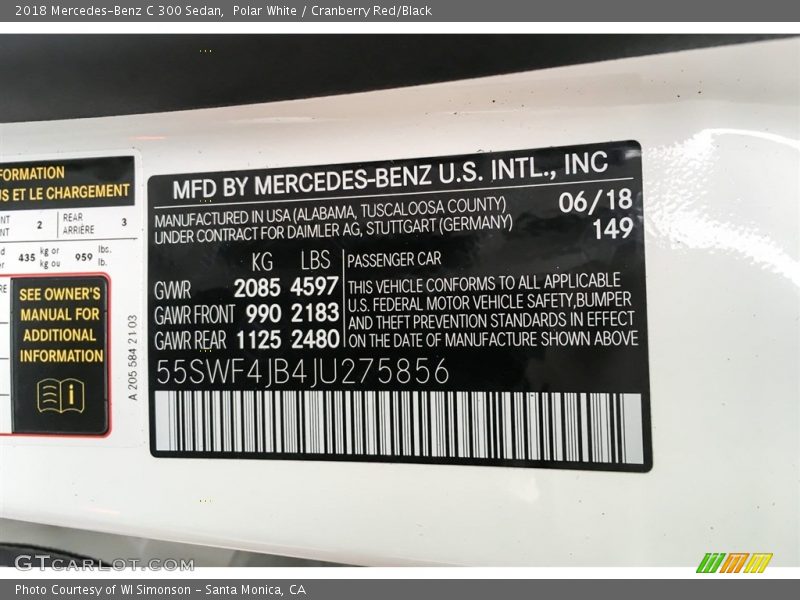 2018 Mercedes-Benz C 300 Sedan, Polar White / Cranberry Red/Black
FORMATION
US ET LE CHARGEMENT
2
REAR
ARRIÈRE
3
435
kg or
kg ou
959
lbs.
lb.
SEE OWNER'S
MANUAL FOR
ADDITIONAL
INFORMATION
A 205 584 21 03
MFD BY MERCEDES-BENZ U.S. INTL., INC
MANUFACTURED IN USA (ALABAMA, TUSCALOOSA COUNTY)
UNDER CONTRACT FOR DAIMLER AG, STUTTGART (GERMANY)
06/18
149
KG LBS
GWR 2085 4597
GAWR FRONT 990 2183
GAWR REAR 1125 2480
PASSENGER CAR
THIS VEHICLE CONFORMS TO ALL APPLICABLE
U.S. FEDERAL MOTOR VEHICLE SAFETY,BUMPER
AND THEFT PREVENTION STANDARDS IN EFFECT
ON THE DATE OF MANUFACTURE SHOWN ABOVE
55SWF4JB4JU275856
GTCARLOT.COM
Photo Courtesy of WI Simonson - Santa Monica, CA